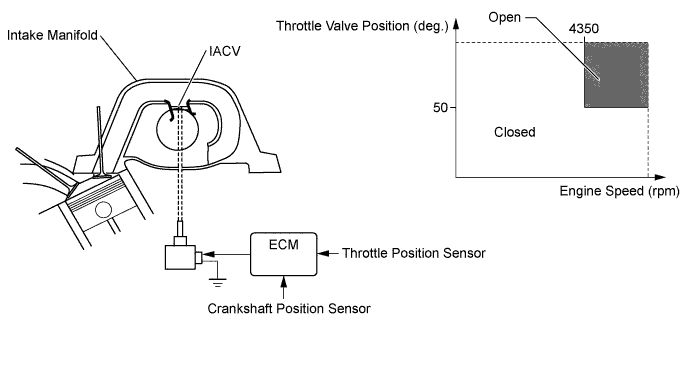 Intake Manifold
IACV
Throttle Valve Position (deg.)
Open
4350
50
Closed
Engine Speed (rpm)
ECM
Throttle Position Sensor
Crankshaft Position Sensor